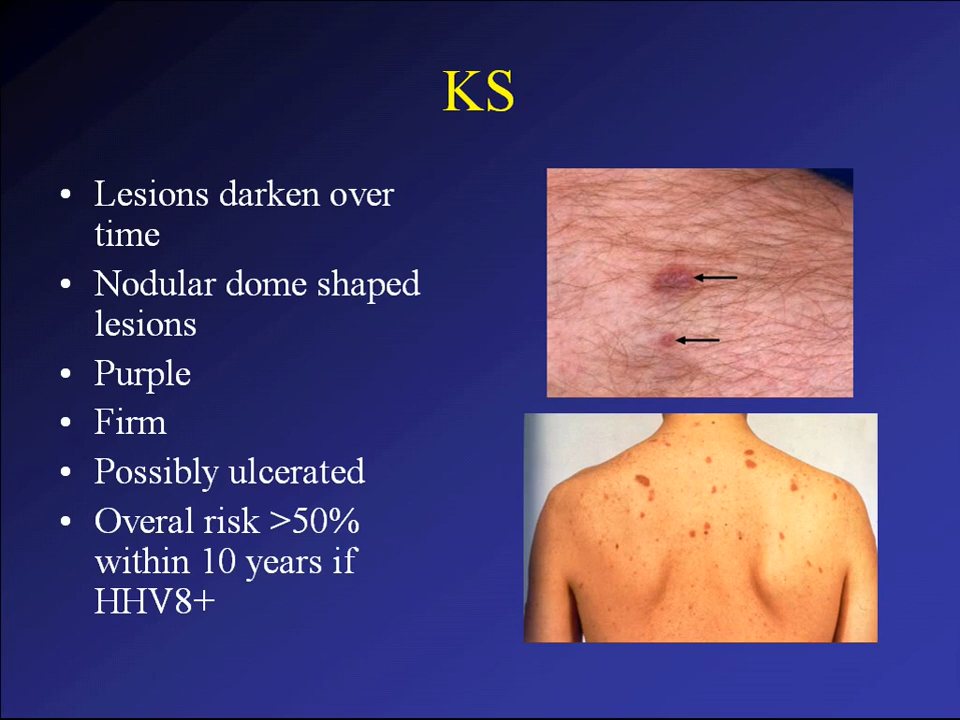 KS
• Lesions darken over
time
• Nodular dome shaped
lesions
• Purple
• Firm
• Possibly ulcerated
• Overal risk >50%
within 10 years if
HHV8+